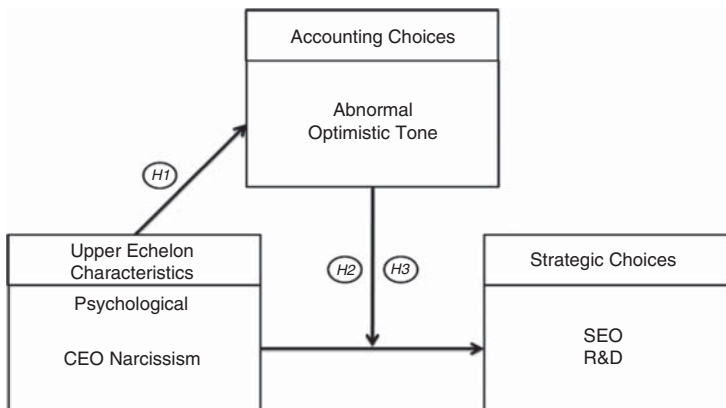 Accounting Choices
Abnormal
Optimistic Tone
H1
Upper Echelon
Characteristics
Psychological
CEO Narcissism
H2
H3
Strategic Choices
SEO
R&D